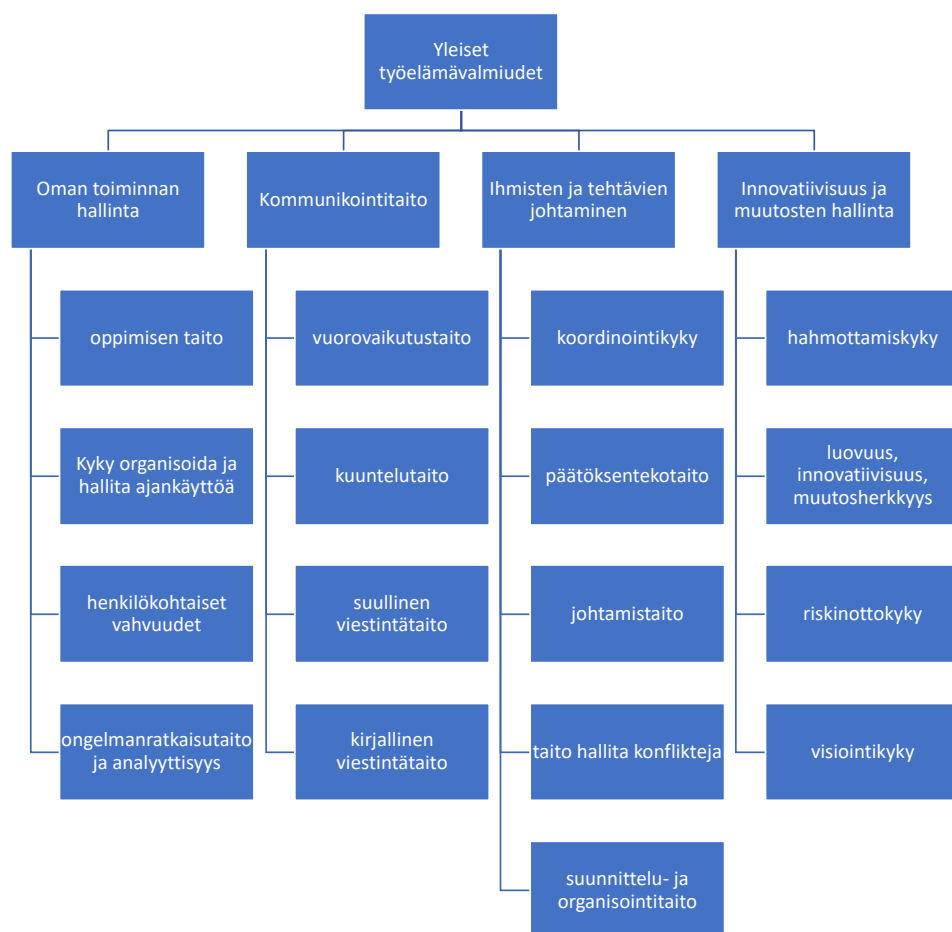 Yleiset
työelämävalmiudet
Oman toiminnan
hallinta
oppimisen taito
Kyky organisoida ja
hallita ajankäyttöä
henkilökohtaiset
vahvuudet
ongelmanratkaisutaito
ja analyyttisyys
Kommunikointitaito
vuorovaikutustaito
kuuntelutaito
suullinen
viestintätaito
kirjallinen
viestintätaito
Ihmisten ja tehtävien
johtaminen
koordinointikyky
päätöksentekotaito
johtamistaito
taito hallita konflikteja
suunnittelu- ja
organisointitaito
Innovatiivisuus ja
muutosten hallinta
hahmottamiskyky
luovuus,
innovatiivisuus,
muutosherkkyys
riskinottokyky
visiointikyky